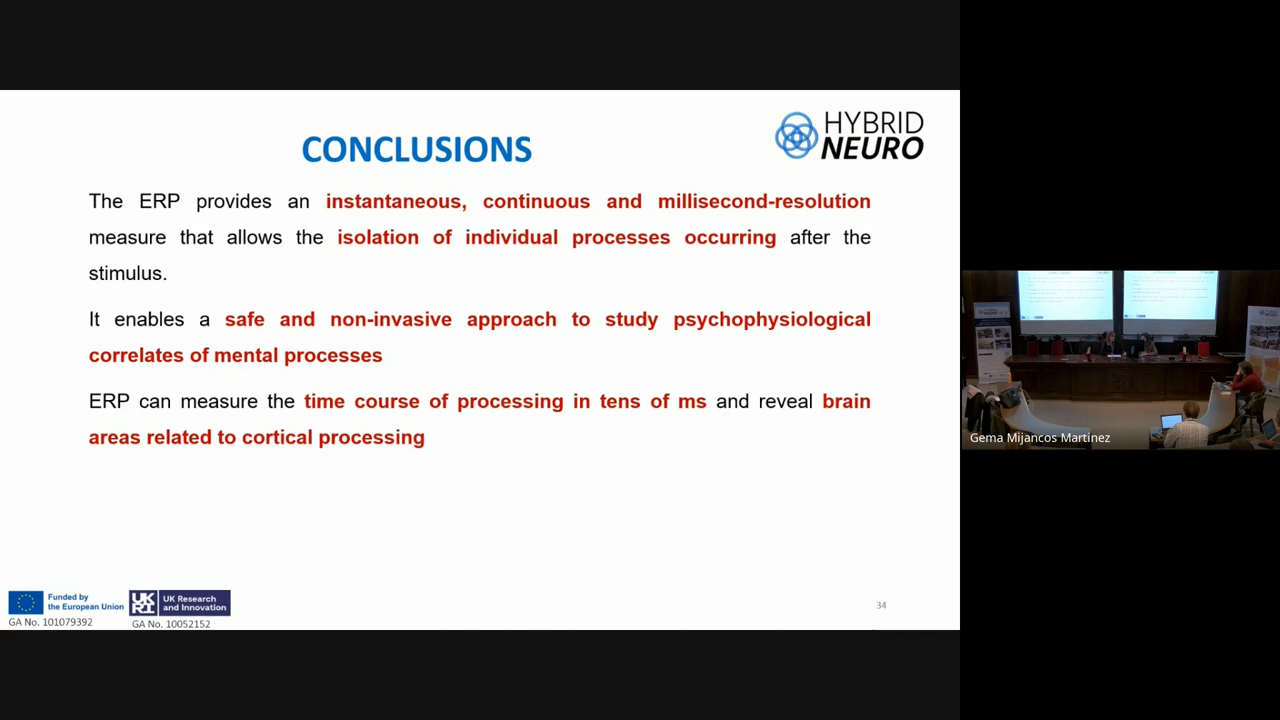 CONCLUSIONS
HYBRID
NEURO
The ERP provides an instantaneous, continuous and millisecond-resolution
measure that allows the isolation of individual processes occurring after the
stimulus.
It enables a safe and non-invasive approach to study psychophysiological
correlates of mental processes
ERP can measure the time course of processing in tens of ms and reveal brain
areas related to cortical processing
Funded by
the European Union
GA No. 101079392
UK
RI
UK Research
and Innovation
GA No. 10052152
34
Gema Mijancos Martinez